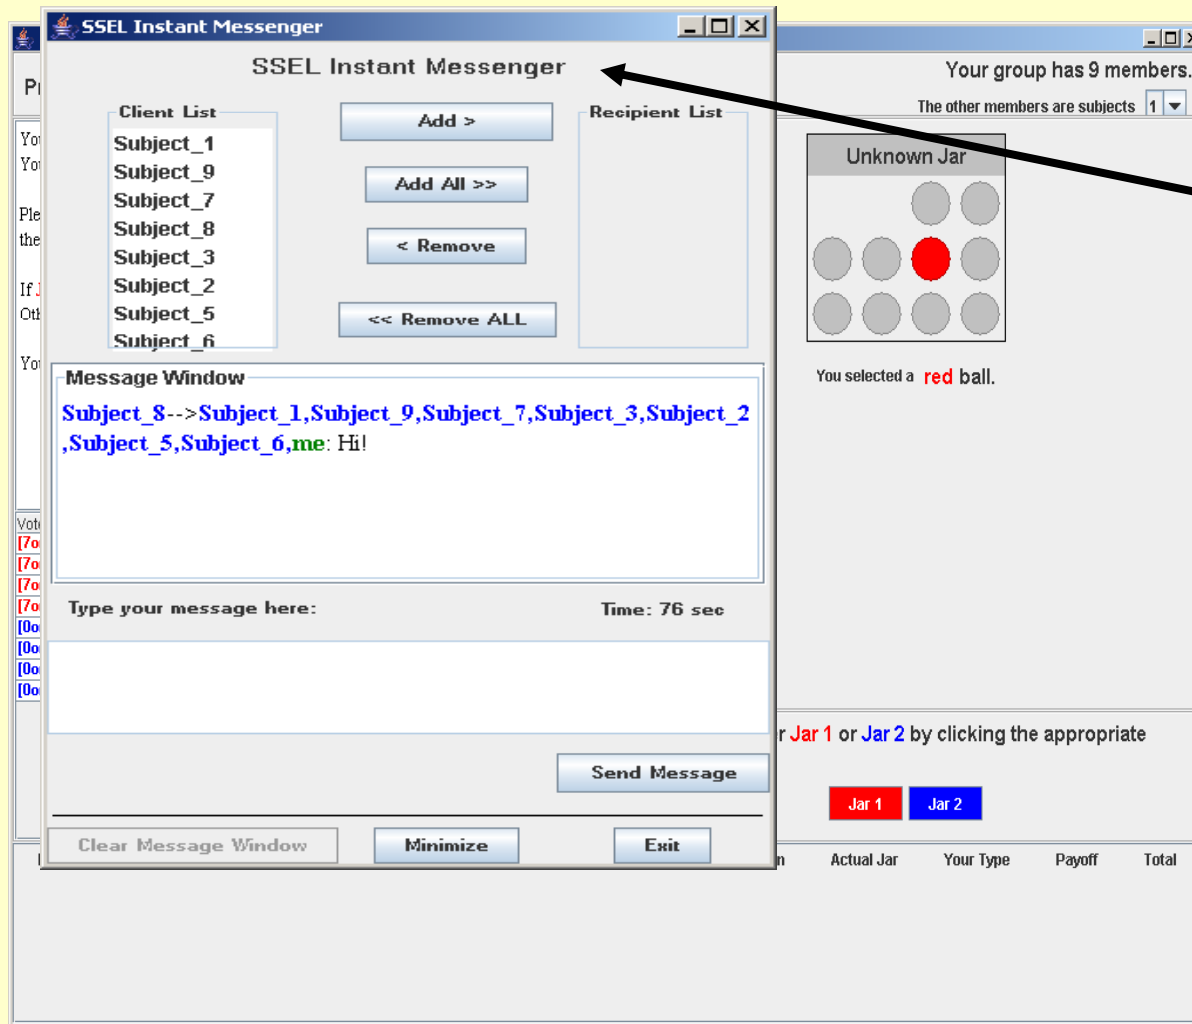 SSEL Instant Messenger
SSEL Instant Messenger
Client List
Subject_1
Subject_9
Subject_7
Subject_8
Subject_3
Subject_2
Subject_5
Subject_6
Add >
Add All >>
< Remove
<< Remove ALL
Recipient List
Message Window
Subject_8-->Subject_1,Subject_9,Subject_7,Subject_3,Subject_2
,Subject_5,Subject_6,me: Hi!
Type your message here:
Time: 76 sec
Send Message
Clear Message Window
Minimize
Exit
Your group has 9 members.
The other members are subjects 1
Unknown Jar
You selected a red ball.
Jar 1 or Jar 2 by clicking the appropriate
Jar 1
Jar 2
Actual Jar
Your Type
Payoff
Total